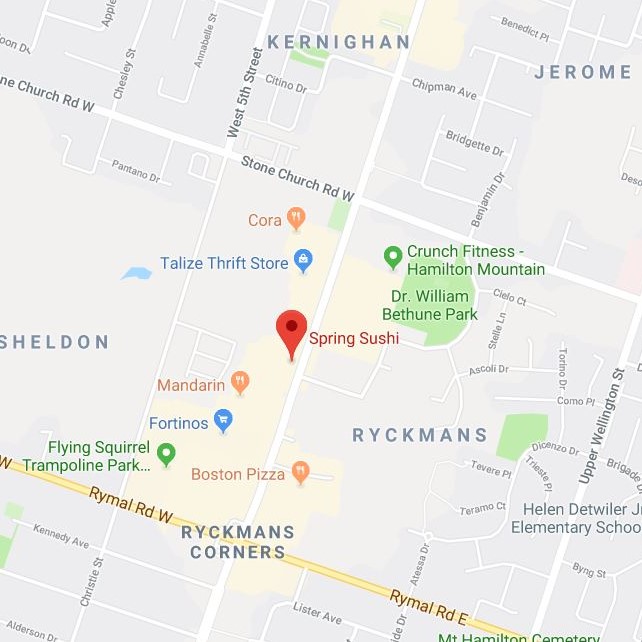 KERNIGHAN
Benedict Pl
JEROME
Annabelle St
Chesley St
West 5th Street
Citino Dr
Chipman Ave
ne Church Rd W
Bridgette Dr
Pantano Dr
Stone Church Rd W
Benjamin Dr
Cora
Talize Thrift Store
Crunch Fitness -
Hamilton Mountain
Dr. William
Bethune Park
Cielo Ct
Stelle Ln
SHELDON
Spring Sushi
Torino Dr
Ascoli Dr
Mandarin
Como Pl
Upper Wellington St
Fortinos
RYCKMANS
Flying Squirrel
Trampoline Park...
Dicenzo Dr
Brigade
Trieste Pl
Tevere Pl
Boston Pizza
W
Rymal Rd W
Teramo Ct
Helen Detwiler Jr
Elementary Schoo
RYCKMANS
CORNERS
Kennedy Ave
Atessa Dr
Christie St
Byng St
Rymal Rd E
Lister Ave
Alderson Dr
de Dr
Mt Hamilton Cemetery